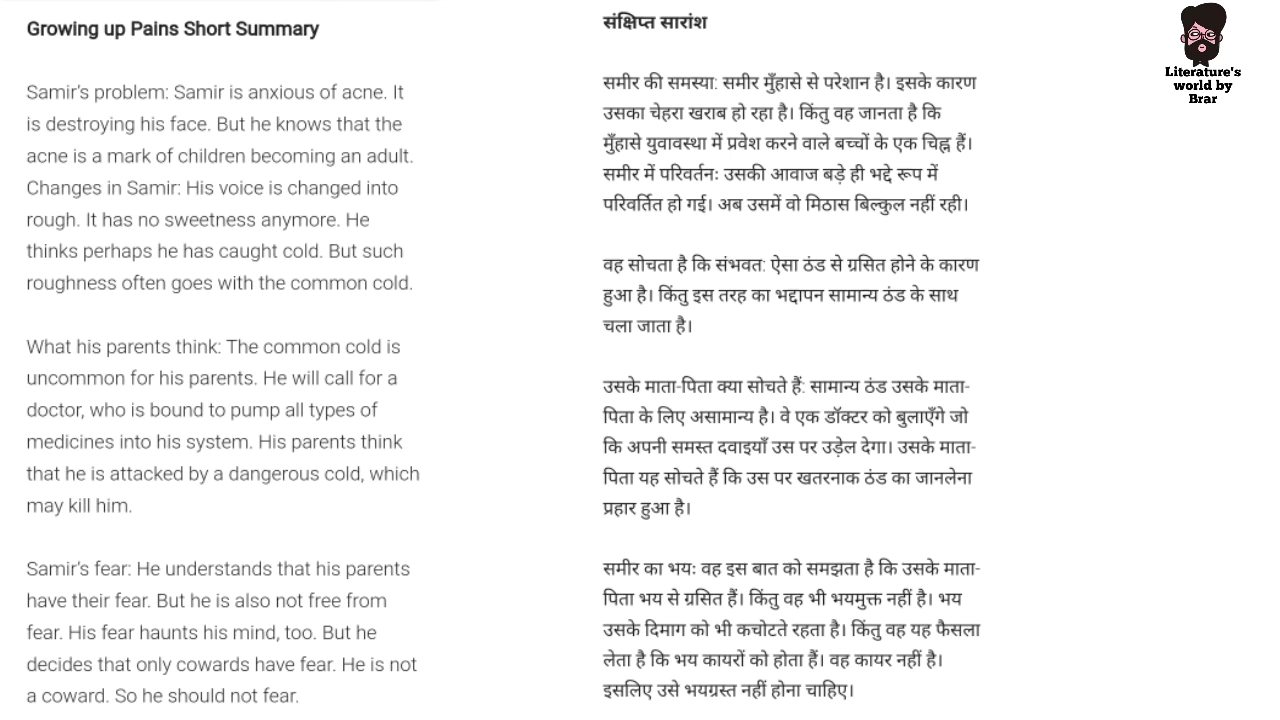 Growing up Pains Short Summary
Samir's problem: Samir is anxious of acne. It
is destroying his face. But he knows that the
acne is a mark of children becoming an adult.
Changes in Samir: His voice is changed into
rough. It has no sweetness anymore. He
thinks perhaps he has caught cold. But such
roughness often goes with the common cold.
What his parents think: The common cold is
uncommon for his parents. He will call for a
doctor, who is bound to pump all types of
medicines into his system. His parents think
that he is attacked by a dangerous cold, which
may kill him.
Samir's fear: He understands that his parents
have their fear. But he is also not free from
fear. His fear haunts his mind, too. But he
decides that only cowards have fear. He is not
a coward. So he should not fear.
संक्षिप्त सारांश
समीर की समस्या: समीर मुँहासे से परेशान है। इसके कारण
उसका चेहरा खराब हो रहा है। किंतु वह जानता है कि
मुँहासे युवावस्था में प्रवेश करने वाले बच्चों के एक चिह्न हैं।
समीर में परिवर्तनः उसकी आवाज बड़े ही भद्दे रूप में
परिवर्तित हो गई। अब उसमें वो मिठास बिल्कुल नहीं रही।
वह सोचता है कि संभवत: ऐसा ठंड से ग्रसित होने के कारण
हुआ है। किंतु इस तरह का भद्दापन सामान्य ठंड के साथ
चला जाता है।
उसके माता-पिता क्या सोचते हैं: सामान्य ठंड उसके माता-
पिता के लिए असामान्य है। वे एक डॉक्टर को बुलाएँगे जो
कि अपनी समस्त दवाइयाँ उस पर उड़ेल देगा। उसके माता-
पिता यह सोचते हैं कि उस पर खतरनाक ठंड का जानलेना
प्रहार हुआ है।
समीर का भयः वह इस बात को समझता है कि उसके माता-
पिता भय से ग्रसित हैं। किंतु वह भी भयमुक्त नहीं है। भय
उसके दिमाग को भी कचोटते रहता है। किंतु वह यह फैसला
लेता है कि भय कायरों को होता हैं। वह कायर नहीं है।
इसलिए उसे भयग्रस्त नहीं होना चाहिए।
Literature's
world by
Brar